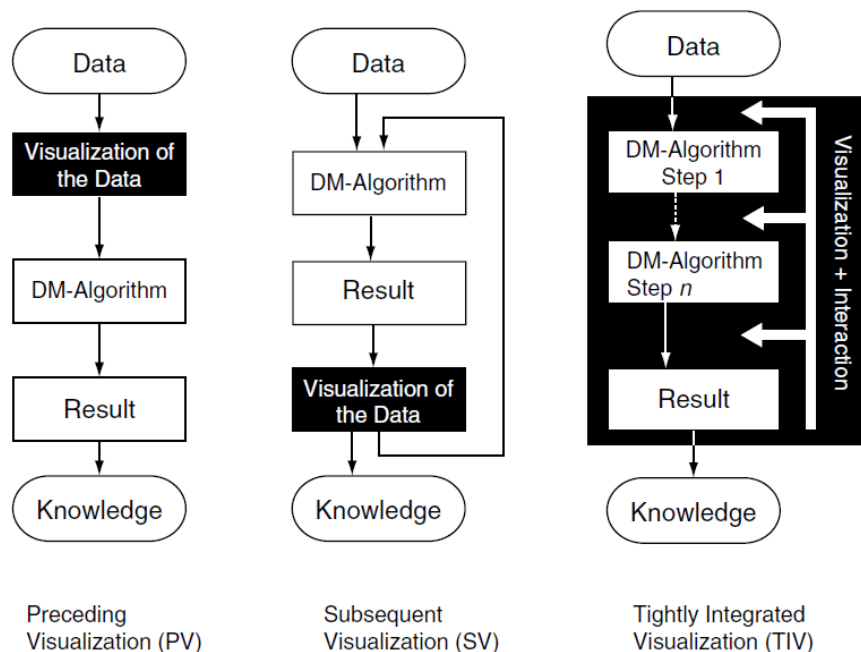 Data
Visualization of
the Data
DM-Algorithm
Result
Knowledge
Preceding
Visualization (PV)
Data
DM-Algorithm
Result
Visualization of
the Data
Knowledge
Subsequent
Visualization (SV)
Data
DM-Algorithm
Step 1
DM-Algorithm
Step n
Result
Visualization + Interaction
Knowledge
Tightly Integrated
Visualization (TIV)